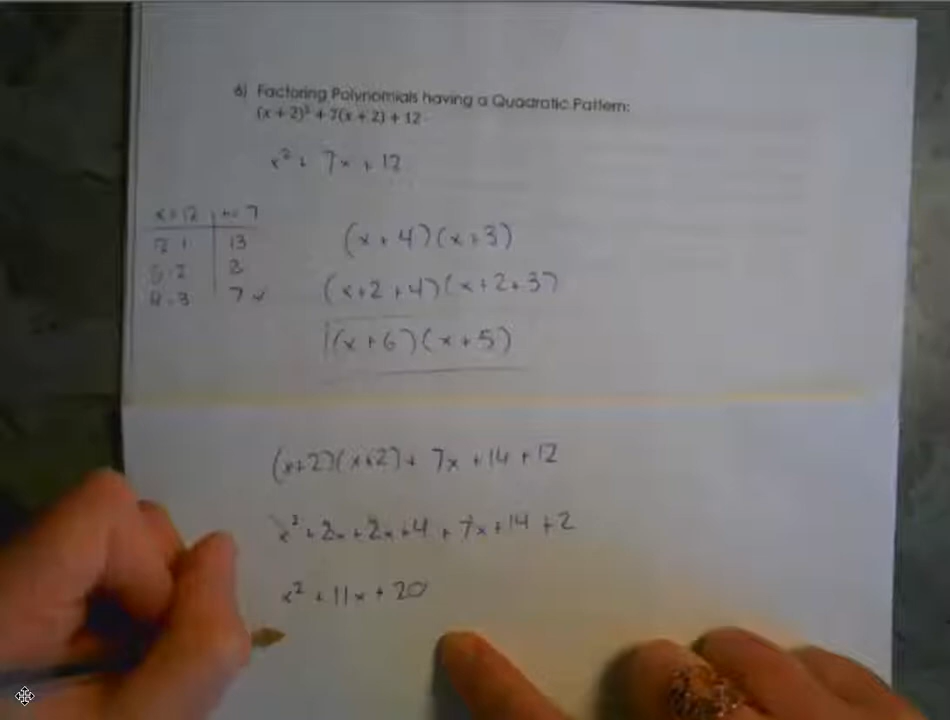 6) Factoring Polynomials having a Quadratic Pattern:
(x + 2)² + 7(x + 2) + 12
x² + 7x + 12
x = 12 | += 7
12 1 | 13
6·2 | 8
4·3 | 7 ✓
(x + 4)(x + 3)
(x+2+4)(x+2+3)
(x+6)(x+5)
(x+2)(x+2)+ 7x +14 +12
x² + 2x + 2x + 4 + 7x + 14 + 2
x² + 11x + 20